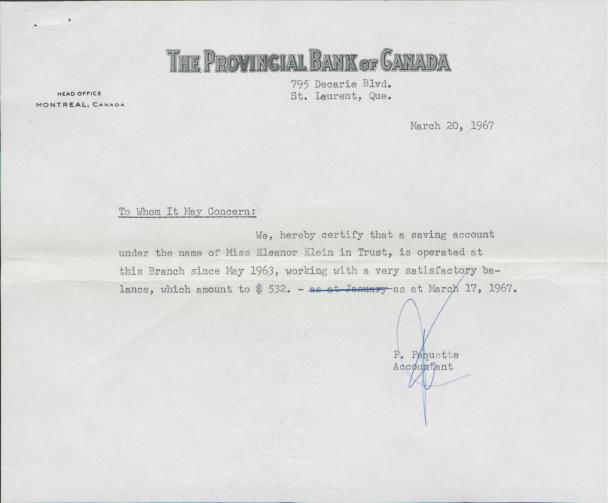 THE PROVINCIAL BANK OF CANADA
795 Decarie Blvd.
St. Laurent, Que.
HEAD OFFICE
MONTREAL, CANADA
March 20, 1967
To Whom It May Concern:
We, hereby certify that a saving account
under the name of Miss Eleanor Klein in Trust, is operated at
this Branch since May 1963, working with a very satisfactory ba-
lance, which amount to $ 532. - as at January as at March 17, 1967.
P. Paquette
Accountant